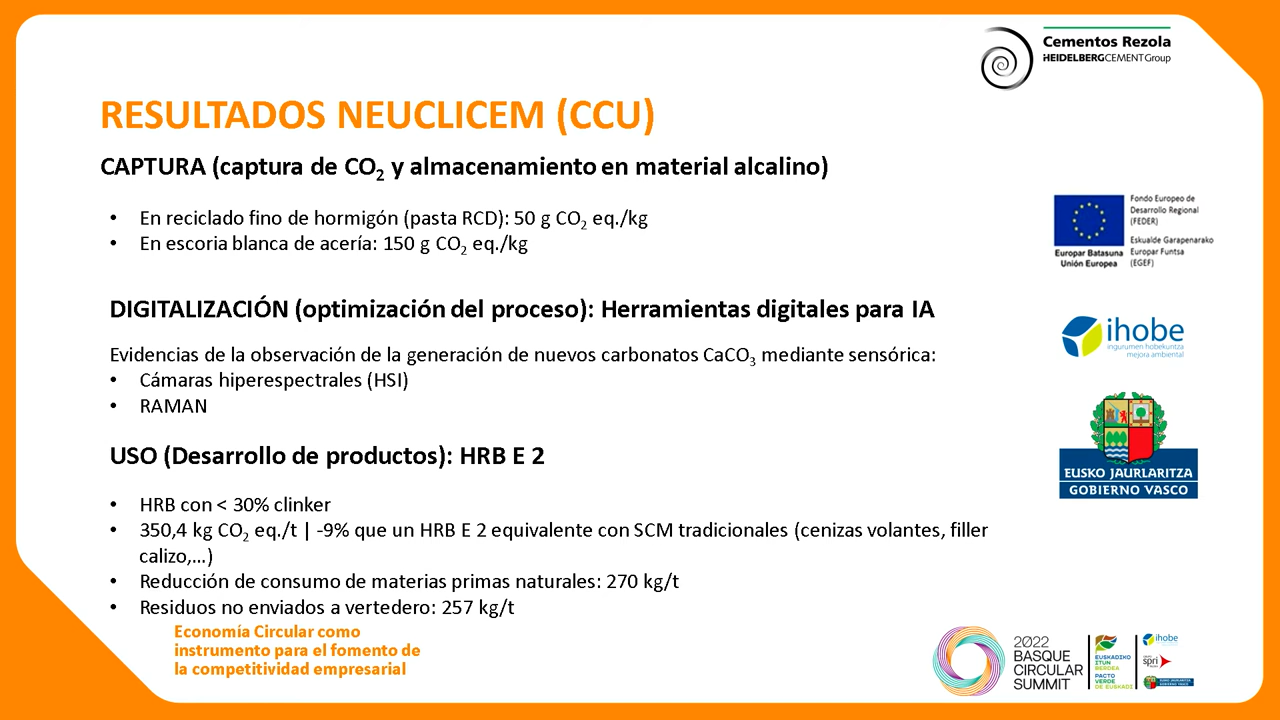 Cementos Rezola
HEIDELBERGCEMENT Group
RESULTADOS NEUCLICEM (CCU)
CAPTURA (captura de CO₂ y almacenamiento en material alcalino)
• En reciclado fino de hormigón (pasta RCD): 50 g CO₂ eq./kg
• En escoria blanca de acería: 150 g CO₂ eq./kg
Fondo Europeo de
Desarrollo Regional
(FEDER)
Eskualde Garapenarako
Europar Funtsa
(EGEF)
Europar Batasuna
Unión Europea
DIGITALIZACIÓN (optimización del proceso): Herramientas digitales para IA
Evidencias de la observación de la generación de nuevos carbonatos CaCO₃ mediante sensórica:
• Cámaras hiperespectrales (HSI)
• RAMAN
ihobe
ingurumen hobekuntza
mejora ambiental
USO (Desarrollo de productos): HRB E 2
EUSKO JAURLARITZA
GOBIERNO VASCO
• HRB con < 30% clinker
• 350,4 kg CO₂ eq./t | -9% que un HRB E 2 equivalente con SCM tradicionales (cenizas volantes, filler
calizo,…)
• Reducción de consumo de materias primas naturales: 270 kg/t
• Residuos no enviados a vertedero: 257 kg/t
Economía Circular como
instrumento para el fomento de
la competitividad empresarial
2022
BASQUE
CIRCULAR
SUMMIT
EUSKADIKO
ITUN
BERDEA
PACTO
VERDE
DE EUSKADI
ihobe
spri